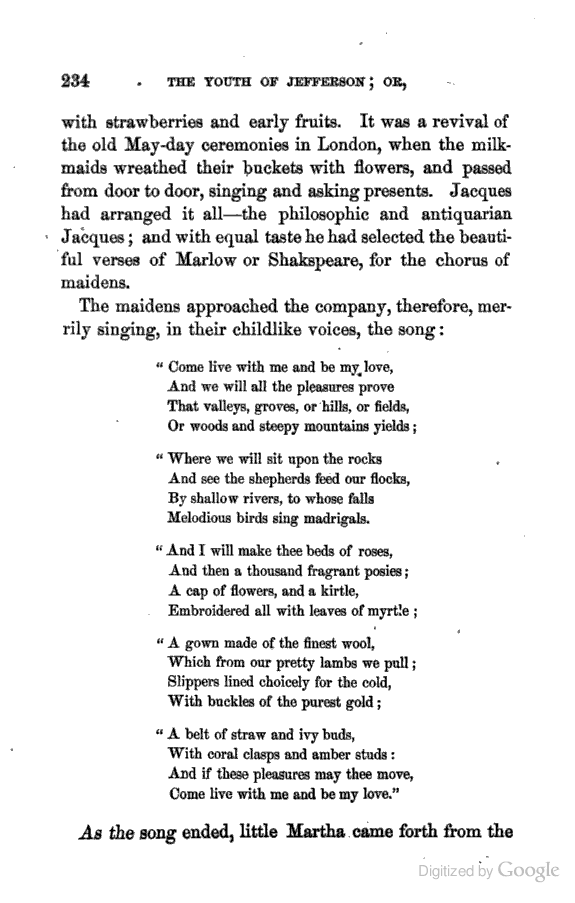 234 THE YOUTH OF JEFFERSON; OR,
with strawberries and early fruits. It was a revival of
the old May-day ceremonies in London, when the milk-
maids wreathed their buckets with flowers, and passed
from door to door, singing and asking presents. Jacques
had arranged it all—the philosophic and antiquarian
Jacques; and with equal taste he had selected the beauti-
ful verses of Marlow or Shakspeare, for the chorus of
maidens.
The maidens approached the company, therefore, mer-
rily singing, in their childlike voices, the song:
“Come live with me and be my love,
And we will all the pleasures prove
That valleys, groves, or hills, or fields,
Or woods and steepy mountains yields;
“Where we will sit upon the rocks
And see the shepherds feed our flocks,
By shallow rivers, to whose falls
Melodious birds sing madrigals.
“And I will make thee beds of roses,
And then a thousand fragrant posies;
A cap of flowers, and a kirtle,
Embroidered all with leaves of myrtle;
“A gown made of the finest wool,
Which from our pretty lambs we pull;
Slippers lined choicely for the cold,
With buckles of the purest gold;
“A belt of straw and ivy buds,
With coral clasps and amber studs:
And if these pleasures may thee move,
Come live with me and be my love.”
As the song ended, little Martha came forth from the
Digitized by Google